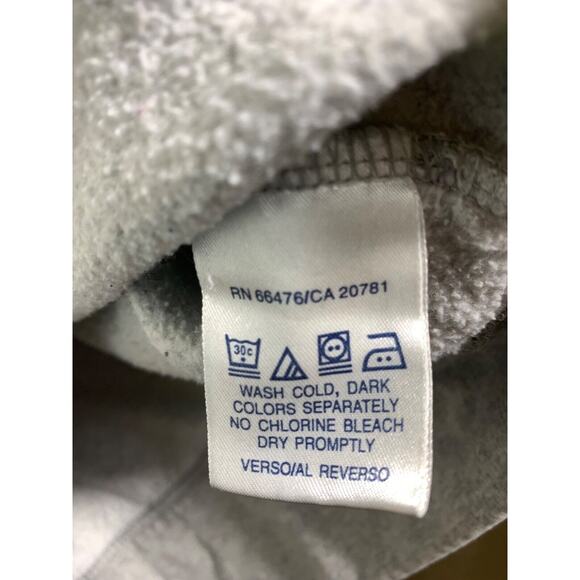 RN 66476/CA 20781
30c
WASH COLD, DARK
COLORS SEPARATELY
NO CHLORINE BLEACH
DRY PROMPTLY
VERSO/AL REVERSO